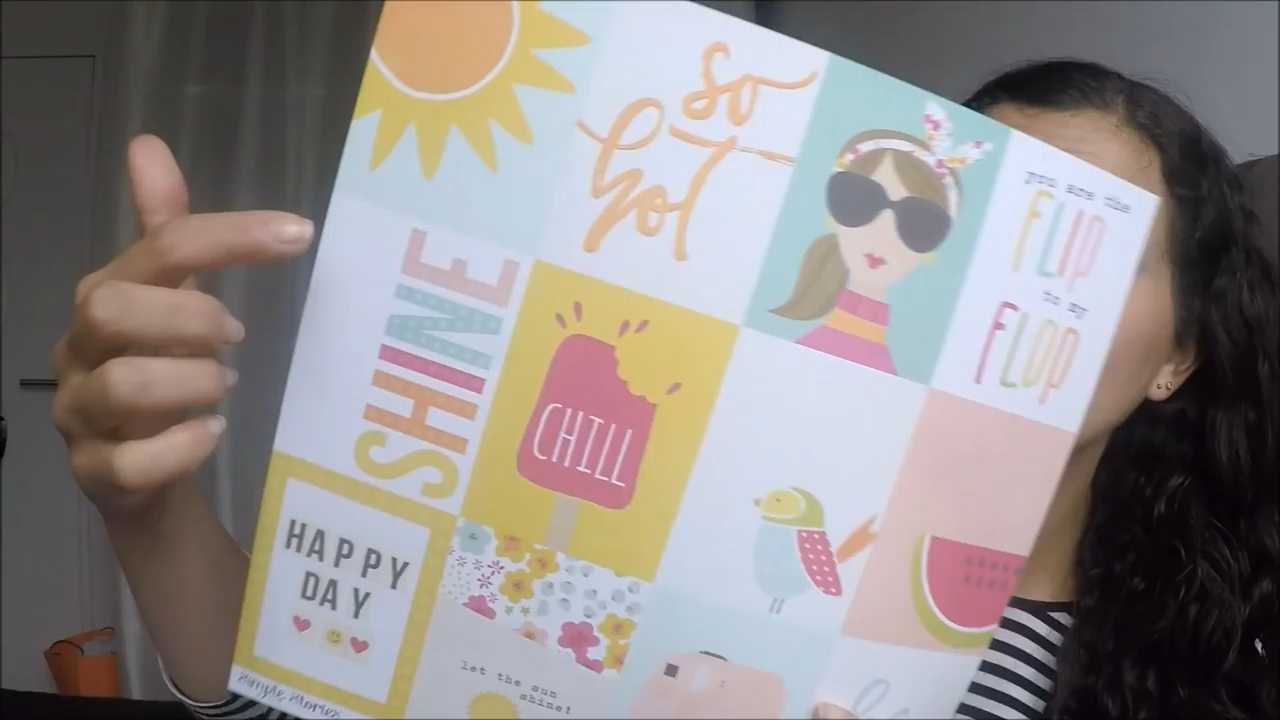 so
hot
you are the
FLIP
to my
FLOP
SHINE
CHILL
HAPPY
DAY
let the sun
shine!
Simple Stories